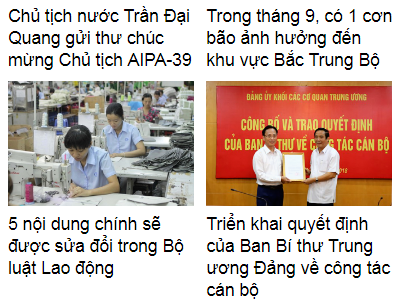 Chủ tịch nước Trần Đại
Quang gửi thư chúc
mừng Chủ tịch AIPA-39
Trong tháng 9, có 1 cơn
bão ảnh hưởng đến
khu vực Bắc Trung Bộ
ĐẢNG ỦY KHỐI CÁC CƠ QUAN TRUNG ƯƠNG
CÔNG BỐ VÀ TRAO QUYẾT ĐỊNH
CỦA BAN BÍ THƯ VỀ CÔNG TÁC CÁN BỘ
5 nội dung chính sẽ
được sửa đổi trong Bộ
luật Lao động
Triển khai quyết định
của Ban Bí thư Trung
ương Đảng về công tác
cán bộ